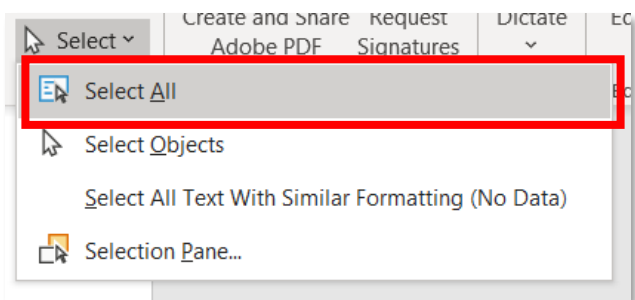 Create and Share Request Dictate
Select Adobe PDF Signatures
Select All
Select Objects
Select All Text With Similar Formatting (No Data)
Selection Pane...